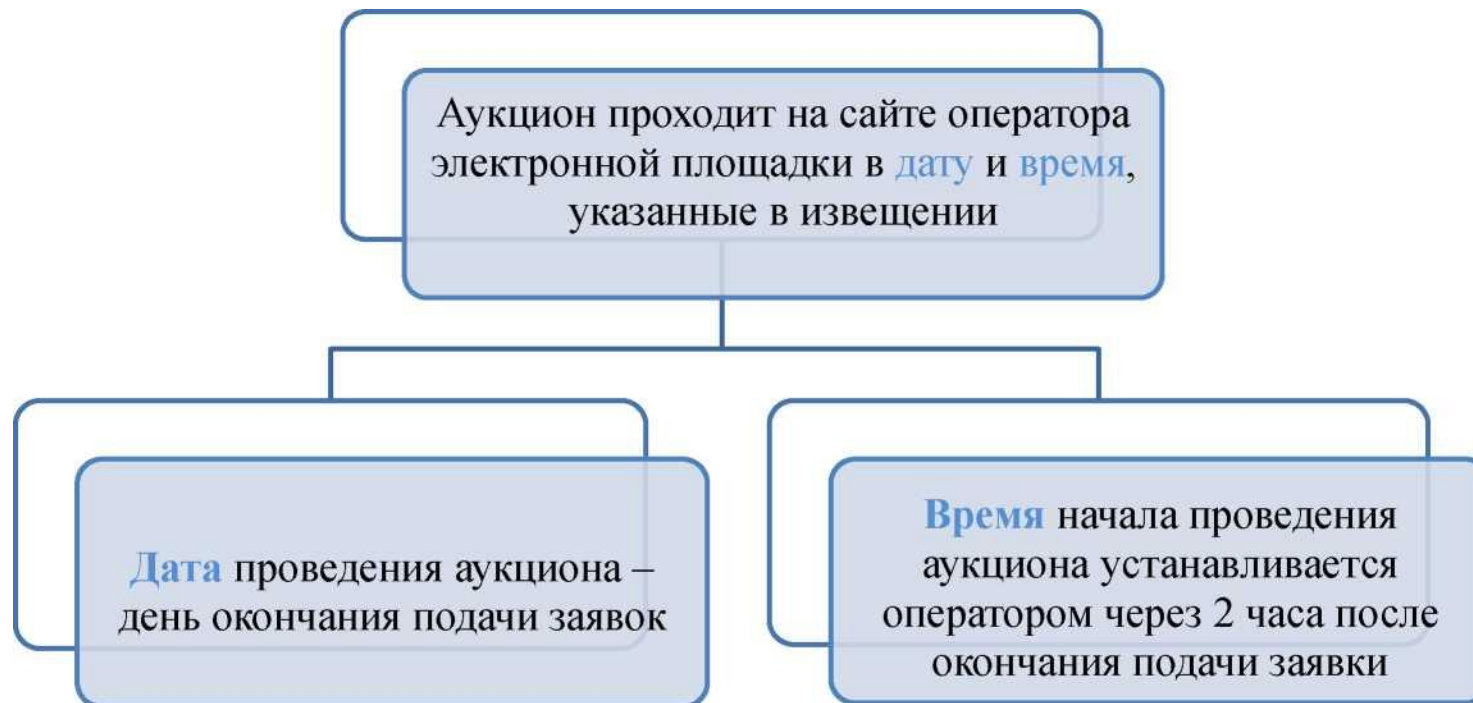 Аукцион проходит на сайте оператора
электронной площадки в дату и время,
указанные в извещении
Дата проведения аукциона –
день окончания подачи заявок
Время начала проведения
аукциона устанавливается
оператором через 2 часа после
окончания подачи заявки